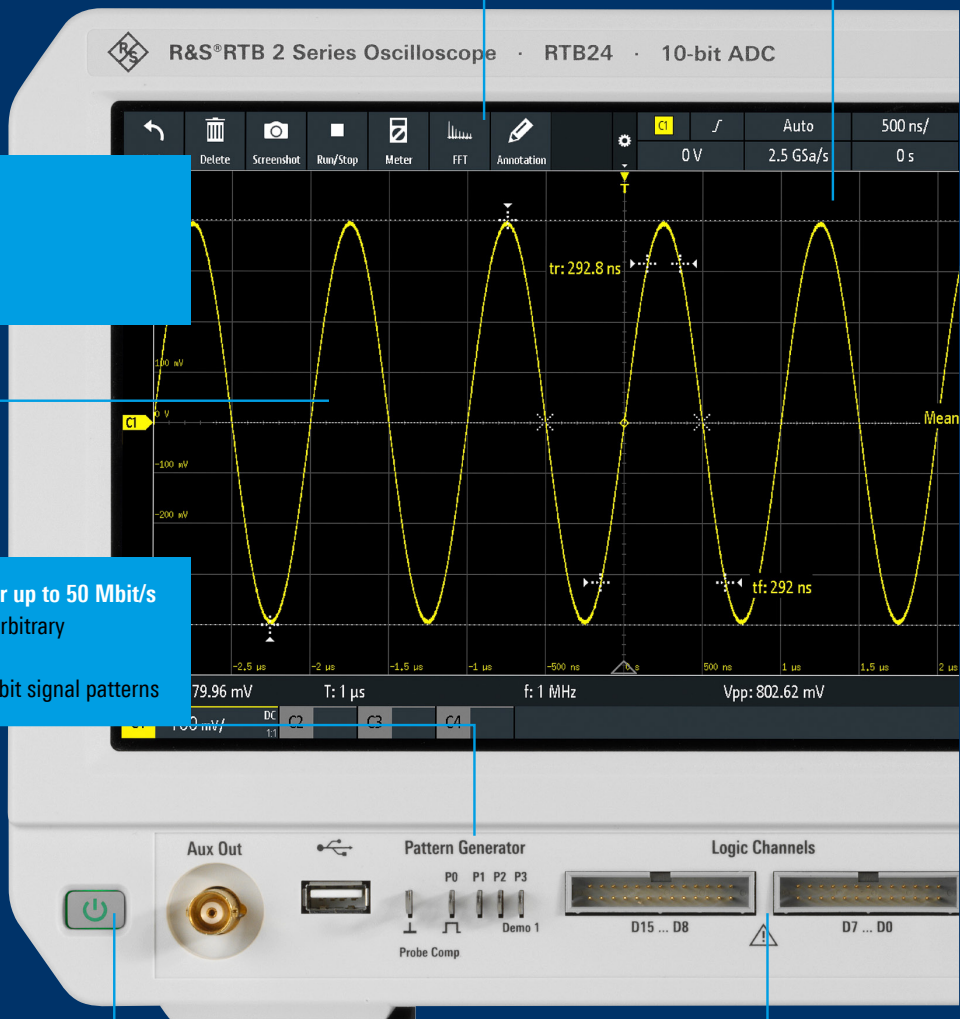 R&S®RTB 2 Series Oscilloscope · RTB24 · 10-bit ADC
Delete Screenshot Run/Stop Meter FFT Annotation
C1 Auto 500 ns/
0 V 2.5 GSa/s 0 s
T
tr: 292.8 ns
100 mV
0 V
C1
Mean
-100 mV
-200 mV
r up to 50 Mbit/s
rbitrary
bit signal patterns
tf: 292 ns
-2.5 µs -2 µs -1.5 µs -1 µs -500 ns 0 s 500 ns 1 µs 1.5 µs 2 µs
79.96 mV T: 1 µs f: 1 MHz Vpp: 802.62 mV
DC
1:1
C2 C3 C4
Aux Out Pattern Generator Logic Channels
P0 P1 P2 P3
Demo 1
D15 ... D8 D7 ... D0
Probe Comp